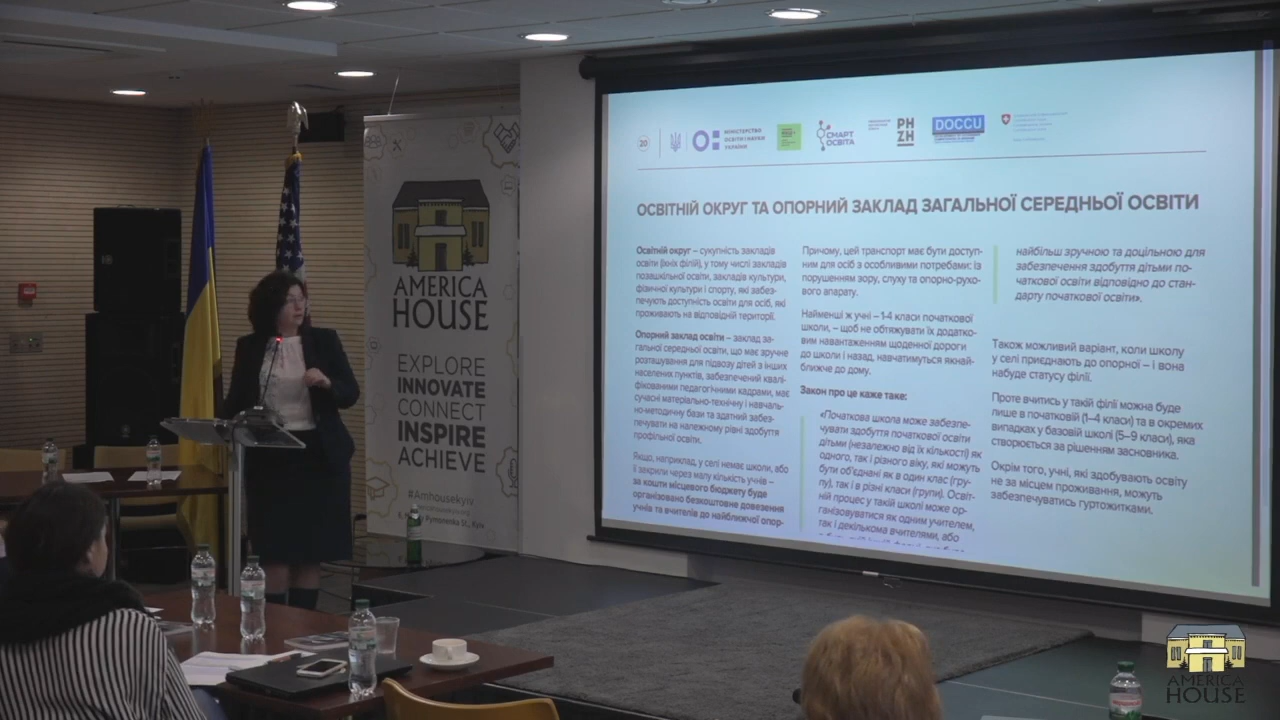 AMERICA
HOUSE
EXPLORE
INNOVATE
CONNECT
INSPIRE
ACHIEVE
#Amhousekyiv
20
МІНІСТЕРСТВО
ОСВІТИ І НАУКИ
УКРАЇНИ
СМАРТ
ОСВІТА
PH
ZH
DOCCU
ОСВІТНІЙ ОКРУГ ТА ОПОРНИЙ ЗАКЛАД ЗАГАЛЬНОЇ СЕРЕДНЬОЇ ОСВІТИ
Освітній округ – сукупність закладів
освіти (їхніх філій), у тому числі закладів
позашкільної освіти, закладів культури,
фізичної культури і спорту, які забез-
печують доступність освіти для осіб, які
проживають на відповідній території.
Опорний заклад освіти – заклад за-
гальної середньої освіти, що має зручне
розташування для підвозу дітей з інших
населених пунктів, забезпечений квалі-
фікованими педагогічними кадрами, має
сучасні матеріально-технічну і навчаль-
но-методичну бази та здатний забез-
печувати на належному рівні здобуття
профільної освіти.
Якщо, наприклад, у селі немає школи, або
її закрили через малу кількість учнів –
за кошти місцевого бюджету буде
організовано безкоштовне довезення
учнів та вчителів до найближчої опор-
Причому, цей транспорт має бути доступ-
ним для осіб з особливими потребами: із
порушенням зору, слуху та опорно-рухо-
вого апарату.
Найменші ж учні – 1-4 класи початкової
школи, – щоб не обтяжувати їх додатко-
вим навантаженням щоденної дороги
до школи і назад, навчатимуться якнай-
ближче до дому.
Закон про це каже таке:
«Початкова школа може забезпе-
чувати здобуття початкової освіти
дітьми (незалежно від їх кількості) як
одного, так і різного віку, які можуть
бути об'єднані як в один клас (гру-
пу), так і в різні класи (групи). Освіт-
ній процес у такій школі може ор-
ганізовуватися як одним учителем,
так і декількома вчителями, або
найбільш зручною та доцільною для
забезпечення здобуття дітьми по-
чаткової освіти відповідно до стан-
дарту початкової освіти».
Також можливий варіант, коли школу
у селі приєднають до опорної – і вона
набуде статусу філії.
Проте вчитись у такій філії можна буде
лише в початковій (1–4 класи) та в окремих
випадках у базовій школі (5–9 класи), яка
створюється за рішенням засновника.
Окрім того, учні, які здобувають освіту
не за місцем проживання, можуть
забезпечуватись гуртожитками.
AMERICA
HOUSE